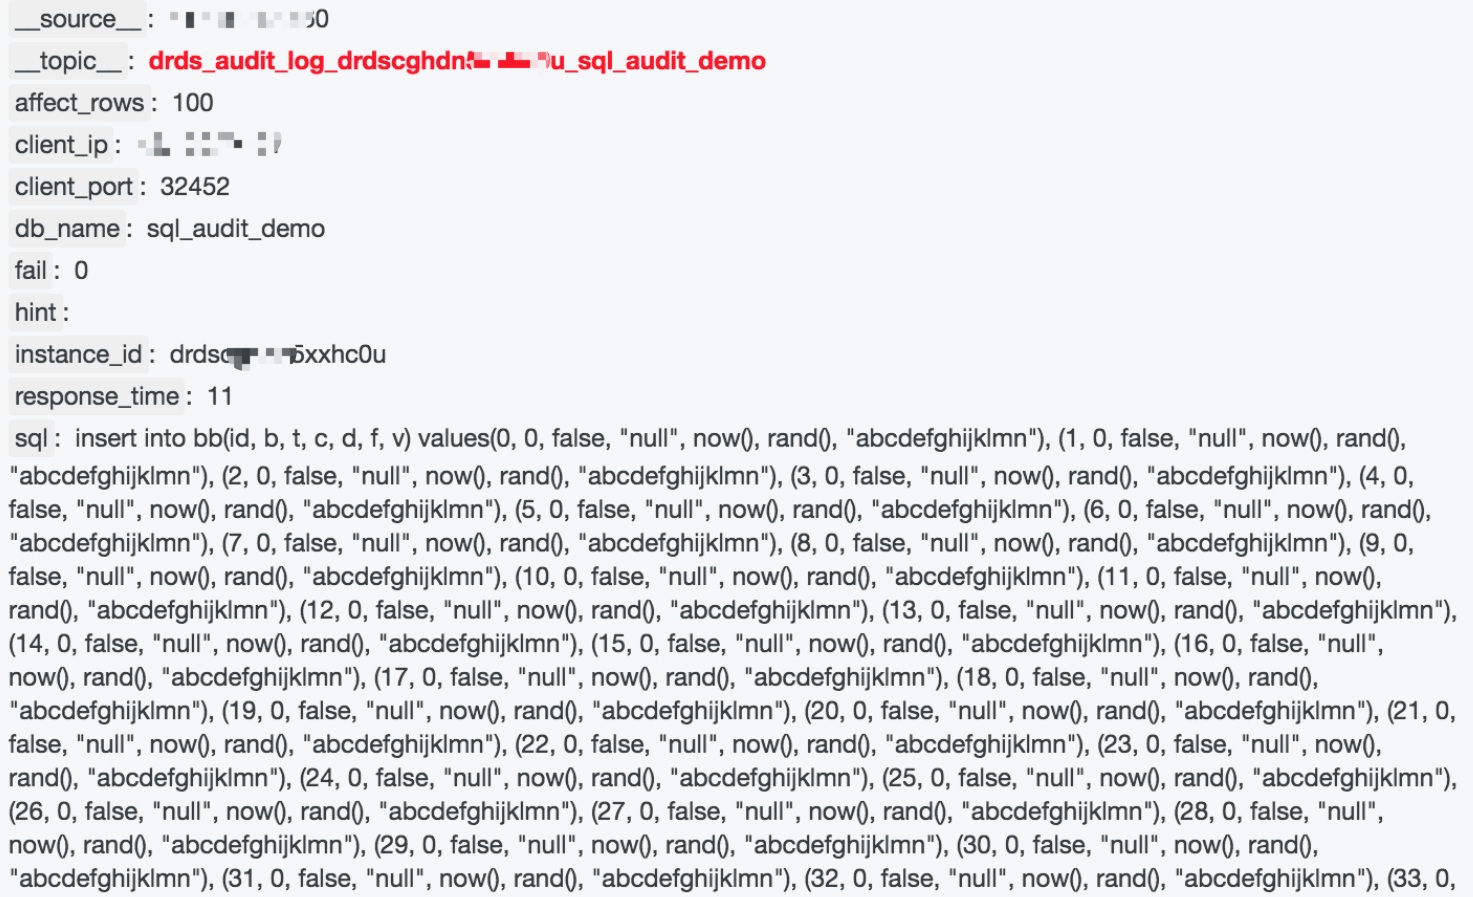 __source__ :
__topic__ : drds_audit_log_drdscghdn u_sql_audit_demo
affect_rows : 100
client_ip :
client_port : 32452
db_name : sql_audit_demo
fail : 0
hint :
instance_id : drds 5xxhc0u
response_time : 11
sql : insert into bb(id, b, t, c, d, f, v) values(0, 0, false, "null", now(), rand(), "abcdefghijklmn"), (1, 0, false, "null", now(), rand(),
"abcdefghijklmn"), (2, 0, false, "null", now(), rand(), "abcdefghijklmn"), (3, 0, false, "null", now(), rand(), "abcdefghijklmn"), (4, 0,
false, "null", now(), rand(), "abcdefghijklmn"), (5, 0, false, "null", now(), rand(), "abcdefghijklmn"), (6, 0, false, "null", now(), rand(),
"abcdefghijklmn"), (7, 0, false, "null", now(), rand(), "abcdefghijklmn"), (8, 0, false, "null", now(), rand(), "abcdefghijklmn"), (9, 0,
false, "null", now(), rand(), "abcdefghijklmn"), (10, 0, false, "null", now(), rand(), "abcdefghijklmn"), (11, 0, false, "null", now(),
rand(), "abcdefghijklmn"), (12, 0, false, "null", now(), rand(), "abcdefghijklmn"), (13, 0, false, "null", now(), rand(), "abcdefghijklmn"),
(14, 0, false, "null", now(), rand(), "abcdefghijklmn"), (15, 0, false, "null", now(), rand(), "abcdefghijklmn"), (16, 0, false, "null",
now(), rand(), "abcdefghijklmn"), (17, 0, false, "null", now(), rand(), "abcdefghijklmn"), (18, 0, false, "null", now(), rand(),
"abcdefghijklmn"), (19, 0, false, "null", now(), rand(), "abcdefghijklmn"), (20, 0, false, "null", now(), rand(), "abcdefghijklmn"), (21, 0,
false, "null", now(), rand(), "abcdefghijklmn"), (22, 0, false, "null", now(), rand(), "abcdefghijklmn"), (23, 0, false, "null", now(),
rand(), "abcdefghijklmn"), (24, 0, false, "null", now(), rand(), "abcdefghijklmn"), (25, 0, false, "null", now(), rand(), "abcdefghijklmn"),
(26, 0, false, "null", now(), rand(), "abcdefghijklmn"), (27, 0, false, "null", now(), rand(), "abcdefghijklmn"), (28, 0, false, "null",
now(), rand(), "abcdefghijklmn"), (29, 0, false, "null", now(), rand(), "abcdefghijklmn"), (30, 0, false, "null", now(), rand(),
"abcdefghijklmn"), (31, 0, false, "null", now(), rand(), "abcdefghijklmn"), (32, 0, false, "null", now(), rand(), "abcdefghijklmn"), (33, 0,